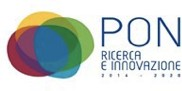 PON
RICERCA
E INNOVAZIONE
2014 - 2020